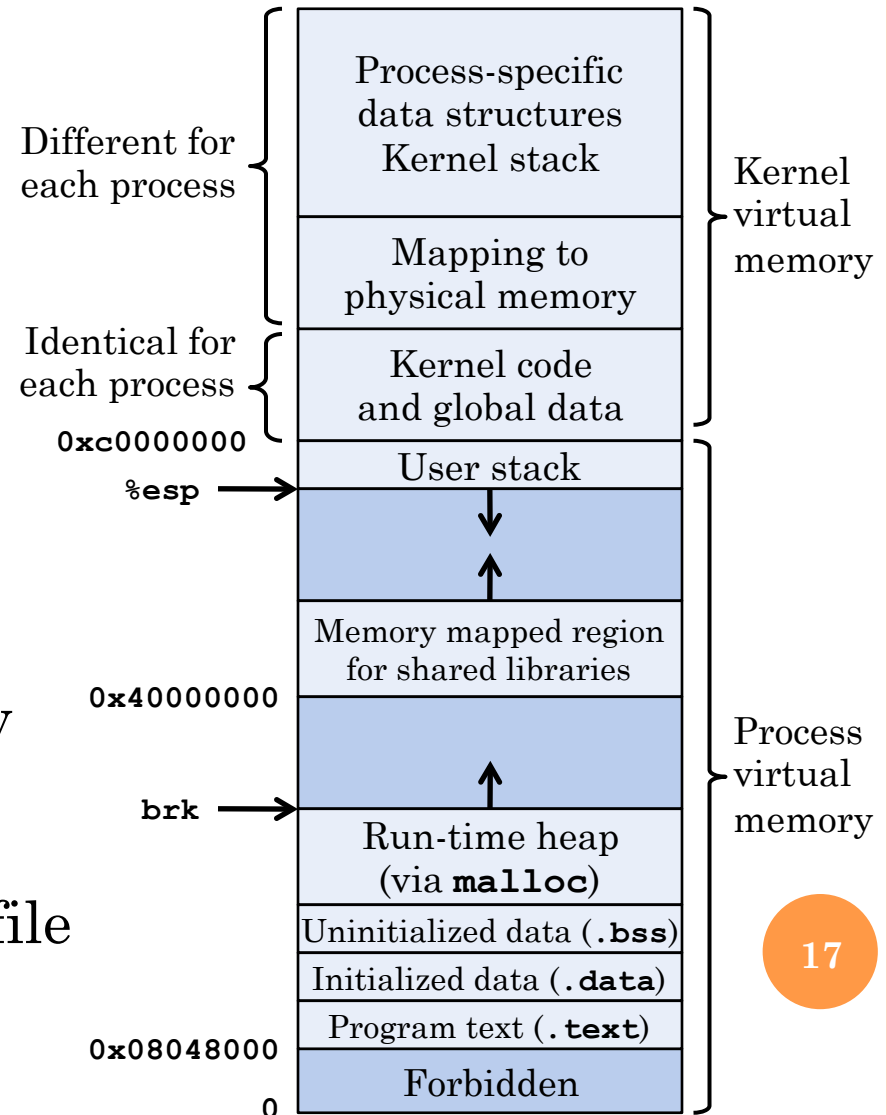 Different for
each process
Identical for
each process
0xc0000000
%esp
0x40000000
y
brk
file
0x08048000
0
Process-specific
data structures
Kernel stack
Mapping to
physical memory
Kernel code
and global data
User stack
Memory mapped region
for shared libraries
Run-time heap
(via malloc)
Uninitialized data (.bss)
Initialized data (.data)
Program text (.text)
Forbidden
Kernel
virtual
memory
Process
virtual
memory
17